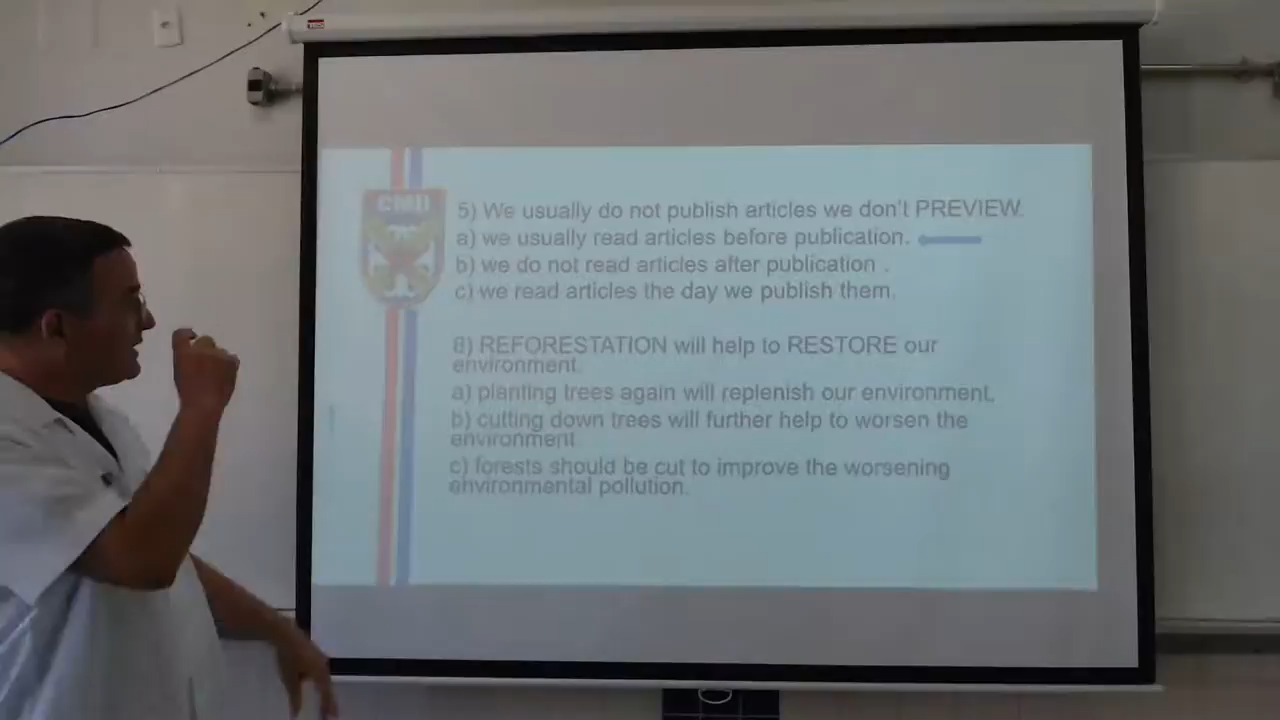 CMII
5) We usually do not publish articles we don't PREVIEW.
a) we usually read articles before publication.
b) we do not read articles after publication .
c) we read articles the day we publish them.
8) REFORESTATION will help to RESTORE our
environment.
a) planting trees again will replenish our environment.
b) cutting down trees will further help to worsen the
environment.
c) forests should be cut to improve the worsening
environmental pollution.